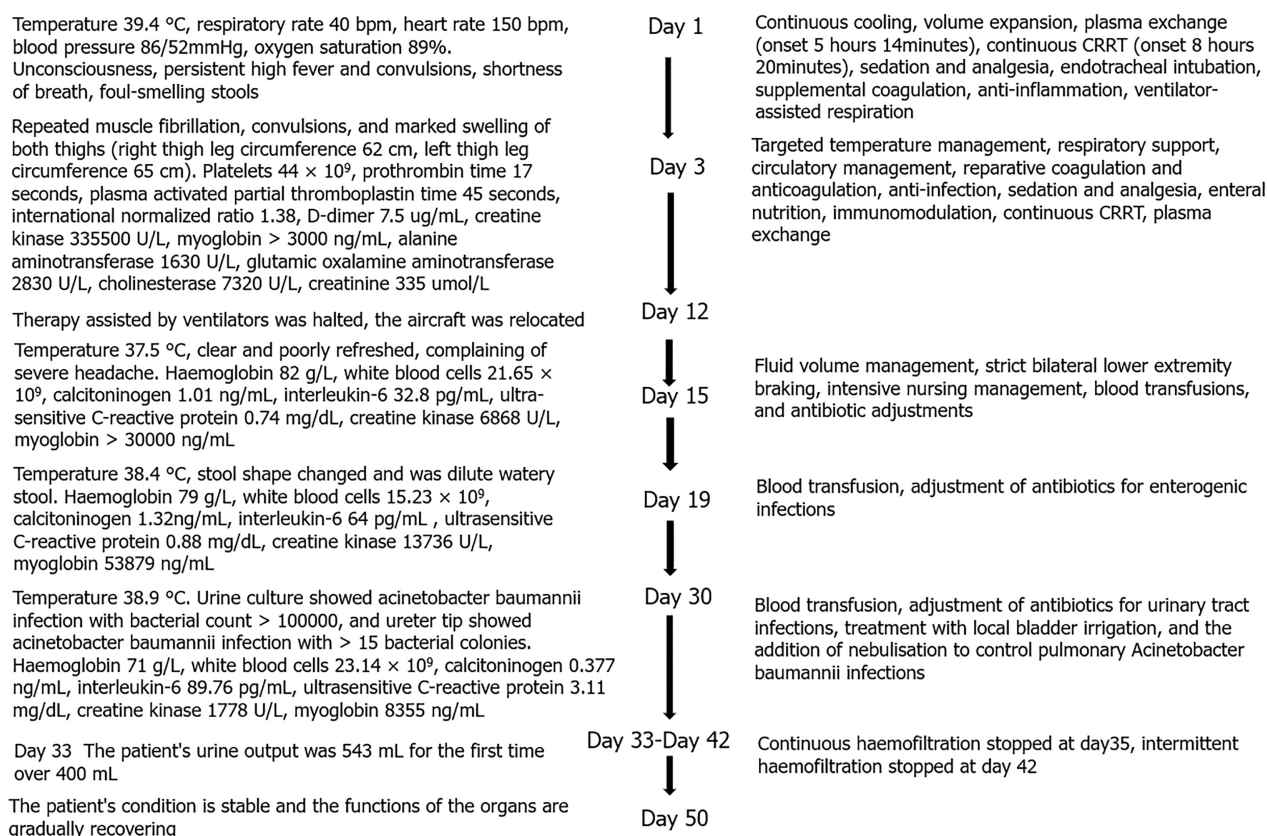 Temperature 39.4 °C, respiratory rate 40 bpm, heart rate 150 bpm,
blood pressure 86/52mmHg, oxygen saturation 89%.
Unconsciousness, persistent high fever and convulsions, shortness
of breath, foul-smelling stools
Day 1
Continuous cooling, volume expansion, plasma exchange
(onset 5 hours 14minutes), continuous CRRT (onset 8 hours
20minutes), sedation and analgesia, endotracheal intubation,
supplemental coagulation, anti-inflammation, ventilator-
assisted respiration
Repeated muscle fibrillation, convulsions, and marked swelling of
both thighs (right thigh leg circumference 62 cm, left thigh leg
circumference 65 cm). Platelets 44 × 10⁹, prothrombin time 17
seconds, plasma activated partial thromboplastin time 45 seconds,
international normalized ratio 1.38, D-dimer 7.5 ug/mL, creatine
kinase 335500 U/L, myoglobin > 3000 ng/mL, alanine
aminotransferase 1630 U/L, glutamic oxalamine aminotransferase
2830 U/L, cholinesterase 7320 U/L, creatinine 335 umol/L
Day 3
Targeted temperature management, respiratory support,
circulatory management, reparative coagulation and
anticoagulation, anti-infection, sedation and analgesia, enteral
nutrition, immunomodulation, continuous CRRT, plasma
exchange
Therapy assisted by ventilators was halted, the aircraft was relocated
Day 12
Temperature 37.5 °C, clear and poorly refreshed, complaining of
severe headache. Haemoglobin 82 g/L, white blood cells 21.65 ×
10⁹, calcitoninogen 1.01 ng/mL, interleukin-6 32.8 pg/mL, ultra-
sensitive C-reactive protein 0.74 mg/dL, creatine kinase 6868 U/L,
myoglobin > 30000 ng/mL
Day 15
Fluid volume management, strict bilateral lower extremity
braking, intensive nursing management, blood transfusions,
and antibiotic adjustments
Temperature 38.4 °C, stool shape changed and was dilute watery
stool. Haemoglobin 79 g/L, white blood cells 15.23 × 10⁹,
calcitoninogen 1.32ng/mL, interleukin-6 64 pg/mL , ultrasensitive
C-reactive protein 0.88 mg/dL, creatine kinase 13736 U/L,
myoglobin 53879 ng/mL
Day 19
Blood transfusion, adjustment of antibiotics for enterogenic
infections
Temperature 38.9 °C. Urine culture showed acinetobacter baumannii
infection with bacterial count > 100000, and ureter tip showed
acinetobacter baumannii infection with > 15 bacterial colonies.
Haemoglobin 71 g/L, white blood cells 23.14 × 10⁹, calcitoninogen 0.377
ng/mL, interleukin-6 89.76 pg/mL, ultrasensitive C-reactive protein 3.11
mg/dL, creatine kinase 1778 U/L, myoglobin 8355 ng/mL
Day 30
Blood transfusion, adjustment of antibiotics for urinary tract
infections, treatment with local bladder irrigation, and the
addition of nebulisation to control pulmonary Acinetobacter
baumannii infections
Day 33 The patient's urine output was 543 mL for the first time
over 400 mL
Day 33-Day 42
Continuous haemofiltration stopped at day35, intermittent
haemofiltration stopped at day 42
The patient's condition is stable and the functions of the organs are
gradually recovering
Day 50